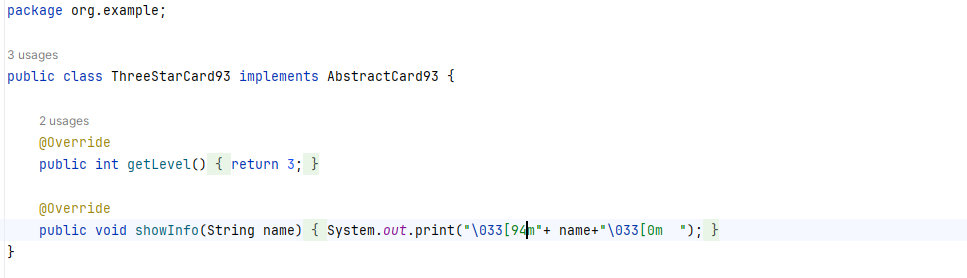 package org.example;
3 usages
public class ThreeStarCard93 implements AbstractCard93 {
2 usages
@Override
public int getLevel() { return 3; }
@Override
public void showInfo(String name) { System.out.print("\033[94m"+ name+"\033[0m  "); }
}